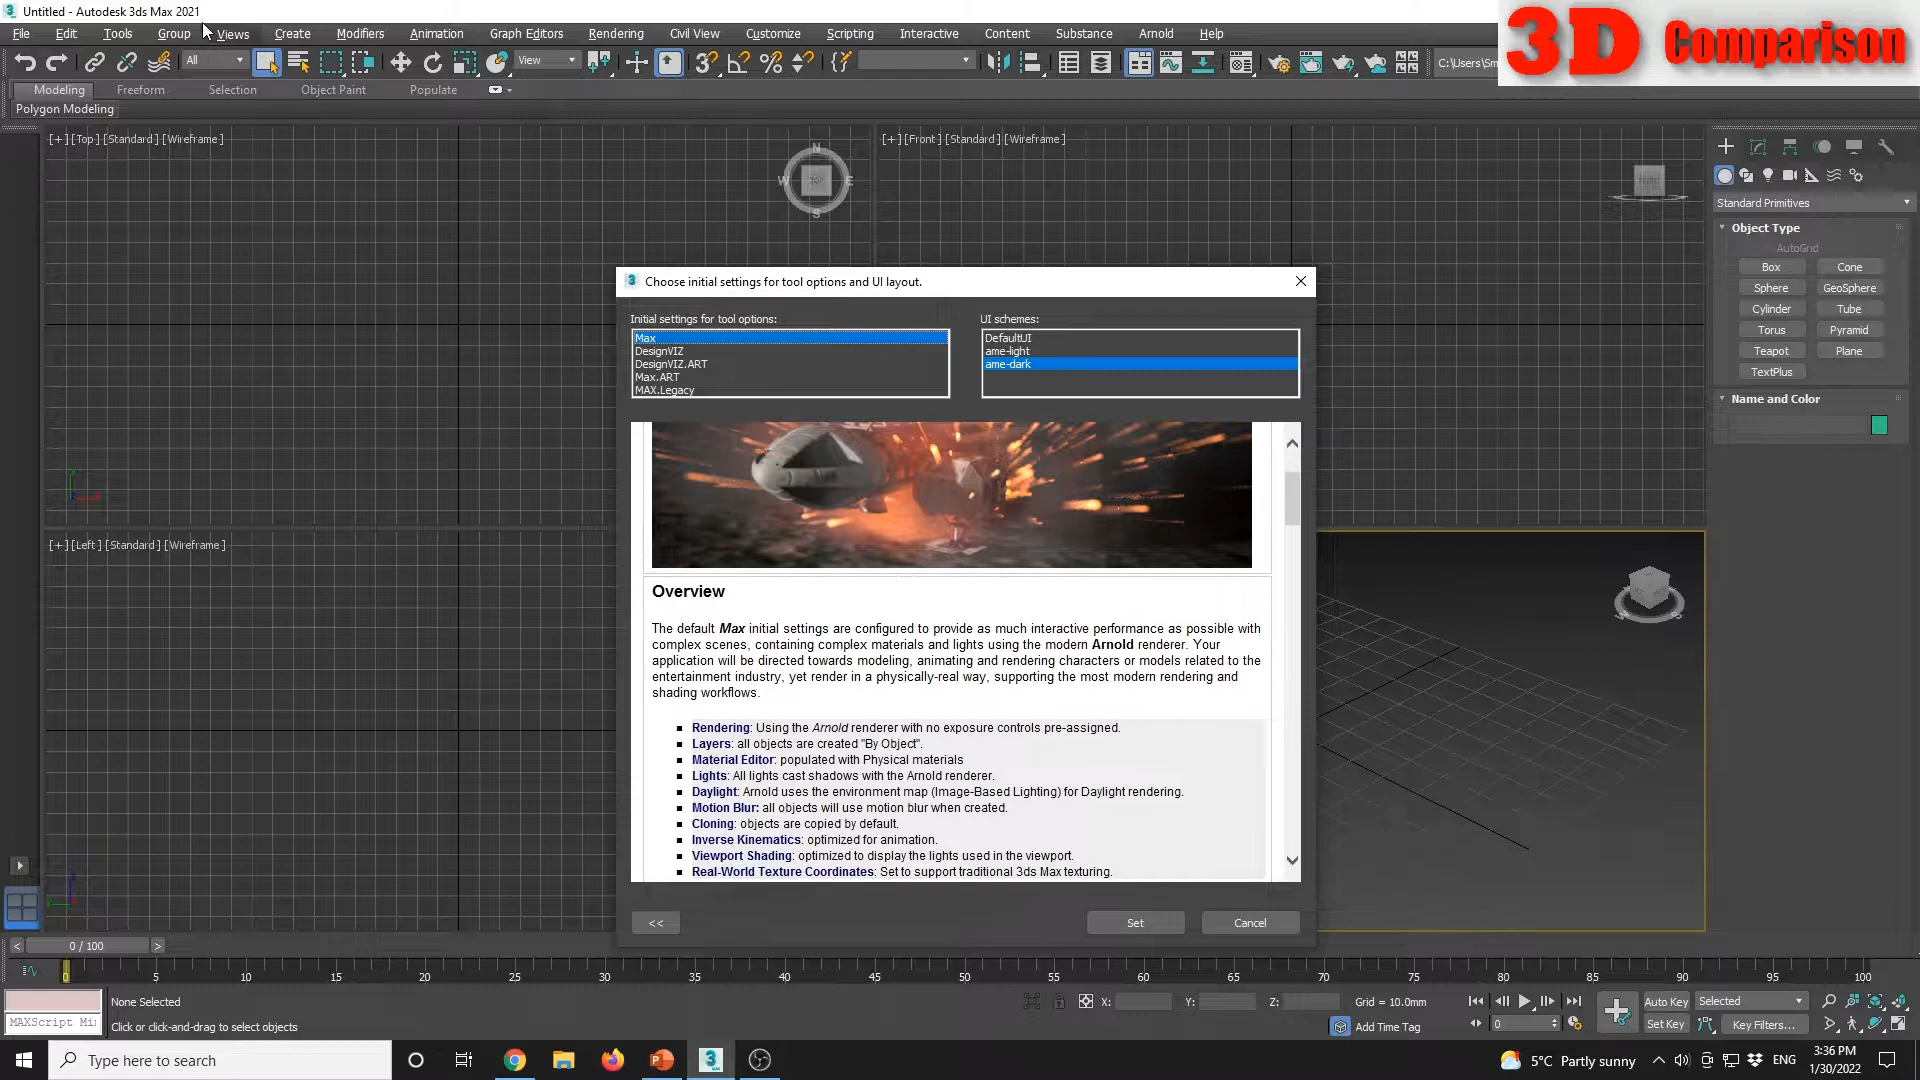 Untitled - Autodesk 3ds Max 2021
3D Comparison
File Edit Tools Group Views Create Modifiers Animation Graph Editors Rendering Civil View Customize Scripting Interactive Content Substance Arnold Help
All
View
C:\Users\Sm
Modeling Freeform Selection Object Paint Populate
Polygon Modeling
[+] [Top] [Standard] [Wireframe]
[+] [Front] [Standard] [Wireframe]
N
W TOP E
S
Standard Primitives
Object Type
AutoGrid
Box Cone
Sphere GeoSphere
Cylinder Tube
Torus Pyramid
Teapot Plane
TextPlus
Name and Color
Choose initial settings for tool options and UI layout.
Initial settings for tool options:
Max
DesignVIZ
DesignVIZ.ART
Max.ART
MAX.Legacy
UI schemes:
DefaultUI
ame-light
ame-dark
Overview
The default Max initial settings are configured to provide as much interactive performance as possible with
complex scenes, containing complex materials and lights using the modern Arnold renderer. Your
application will be directed towards modeling, animating and rendering characters or models related to the
entertainment industry, yet render in a physically-real way, supporting the most modern rendering and
shading workflows.
Rendering: Using the Arnold renderer with no exposure controls pre-assigned.
Layers: all objects are created "By Object".
Material Editor: populated with Physical materials
Lights: All lights cast shadows with the Arnold renderer.
Daylight: Arnold uses the environment map (Image-Based Lighting) for Daylight rendering.
Motion Blur: all objects will use motion blur when created.
Cloning: objects are copied by default.
Inverse Kinematics: optimized for animation.
Viewport Shading: optimized to display the lights used in the viewport.
Real-World Texture Coordinates: Set to support traditional 3ds Max texturing.
<< Set Cancel
[+] [Left] [Standard] [Wireframe]
< 0 / 100 >
0 5 10 15 20 25 30 35 40 45 50 55 60 65 70 75 80 85 90 95 100
None Selected
X: Y: Z: Grid = 10.0mm
Auto Key Selected
MAXScript Mi
Click or click-and-drag to select objects
Add Time Tag
0
Set Key Key Filters...
Type here to search
5°C Partly sunny
ENG
3:36 PM
1/30/2022